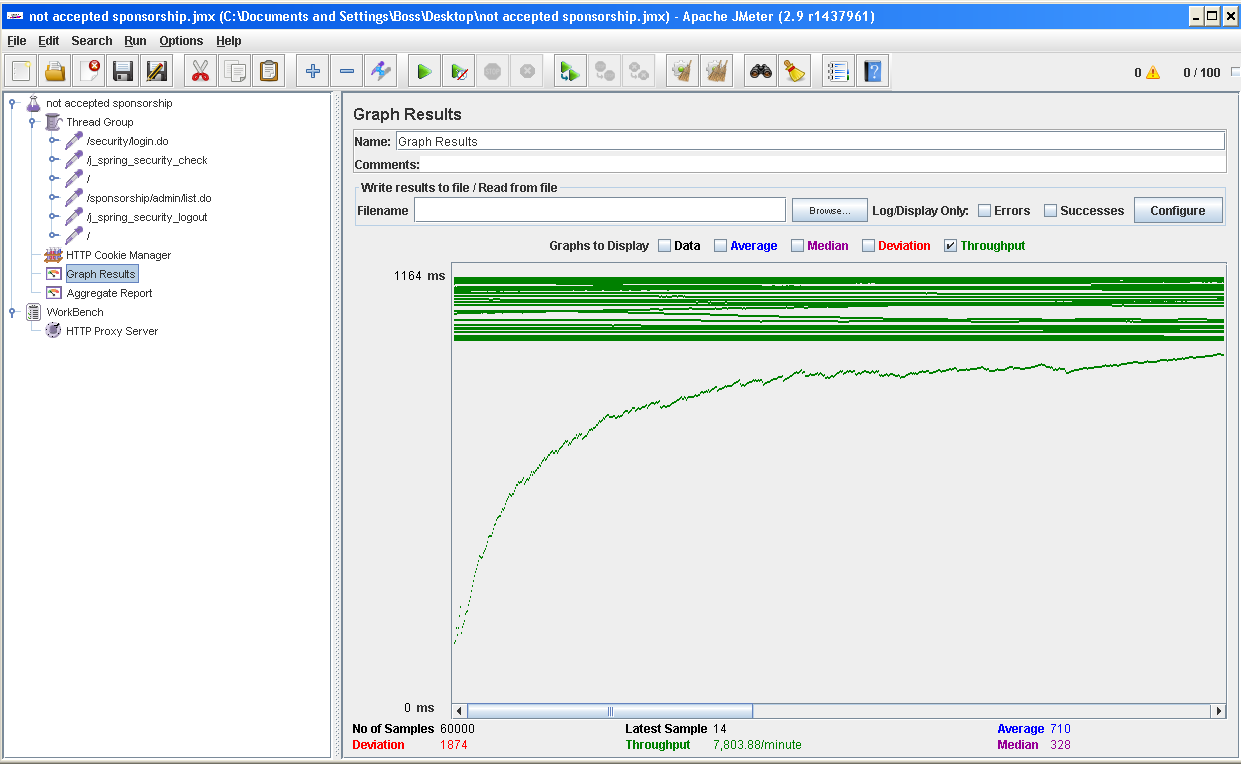 not accepted sponsorship.jmx (C:\Documents and Settings\Boss\Desktop\not accepted sponsorship.jmx) - Apache JMeter (2.9 r1437961)
File Edit Search Run Options Help
0 0 / 100
not accepted sponsorship
Thread Group
/security/login.do
/j_spring_security_check
/
/sponsorship/admin/list.do
/j_spring_security_logout
/
HTTP Cookie Manager
Graph Results
Aggregate Report
WorkBench
HTTP Proxy Server
Graph Results
Name: Graph Results
Comments:
Write results to file / Read from file
Filename Browse... Log/Display Only: Errors Successes Configure
Graphs to Display Data Average Median Deviation Throughput
1164 ms
0 ms
No of Samples 60000 Latest Sample 14 Average 710
Deviation 1874 Throughput 7,803.88/minute Median 328